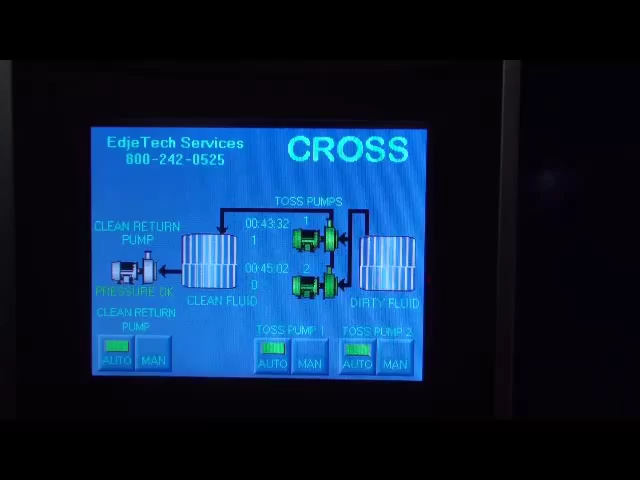 EdjeTech Services
800-242-0525
CROSS
TOSS PUMPS
CLEAN RETURN
PUMP
00:43:32
1
1
00:45:02
2
0
PRESSURE OK
CLEAN FLUID
DIRTY FLUID
CLEAN RETURN
PUMP
AUTO
MAN
TOSS PUMP 1
AUTO
MAN
TOSS PUMP 2
AUTO
MAN